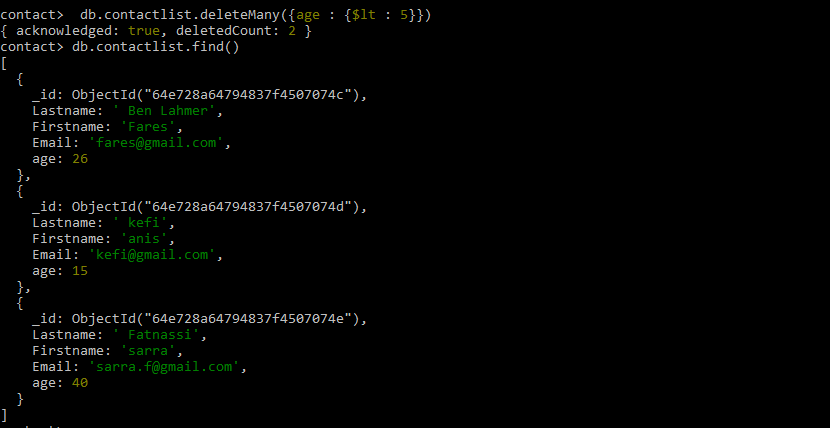 contact>  db.contactlist.deleteMany({age : {$lt : 5}})
{ acknowledged: true, deletedCount: 2 }
contact> db.contactlist.find()
[
  {
    _id: ObjectId("64e728a64794837f4507074c"),
    Lastname: ' Ben Lahmer',
    Firstname: 'Fares',
    Email: 'fares@gmail.com',
    age: 26
  },
  {
    _id: ObjectId("64e728a64794837f4507074d"),
    Lastname: ' kefi',
    Firstname: 'anis',
    Email: 'kefi@gmail.com',
    age: 15
  },
  {
    _id: ObjectId("64e728a64794837f4507074e"),
    Lastname: ' Fatnassi',
    Firstname: 'sarra',
    Email: 'sarra.f@gmail.com',
    age: 40
  }
]